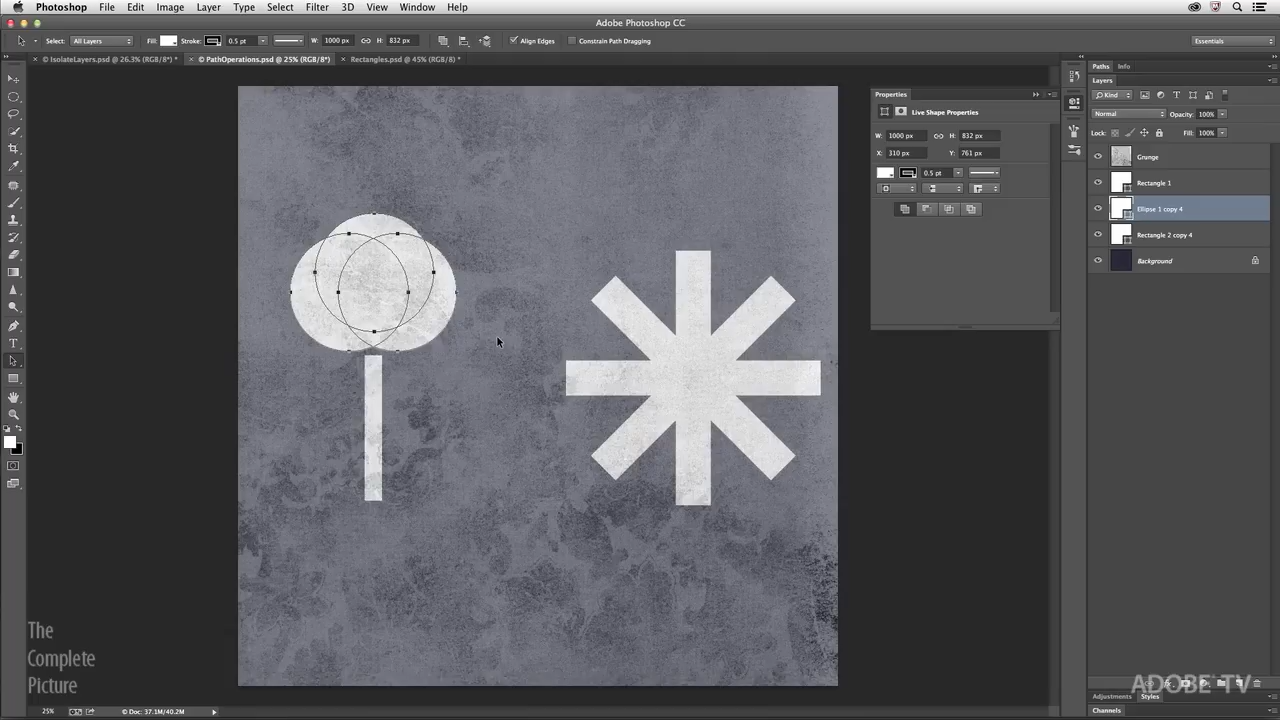 Photoshop File Edit Image Layer Type Select Filter 3D View Window Help
Adobe Photoshop CC
Select: All Layers Fill: Stroke: 0.5 pt W: 1000 px H: 832 px Align Edges Constrain Path Dragging Essentials
× © IsolateLayers.psd @ 26.3% (RGB/8*) * × © PathOperations.psd @ 25% (RGB/8*) × Rectangles.psd @ 45% (RGB/8) *
Properties
Live Shape Properties
W: 1000 px H: 832 px
X: 310 px Y: 761 px
0.5 pt
Paths Info
Layers
Kind
Normal Opacity: 100%
Lock: Fill: 100%
Grunge
Rectangle 1
Ellipse 1 copy 4
Rectangle 2 copy 4
Background
The
Complete
Picture
ADOBE TV
Adjustments Styles
Channels
25% © Doc: 37.1M/40.2M